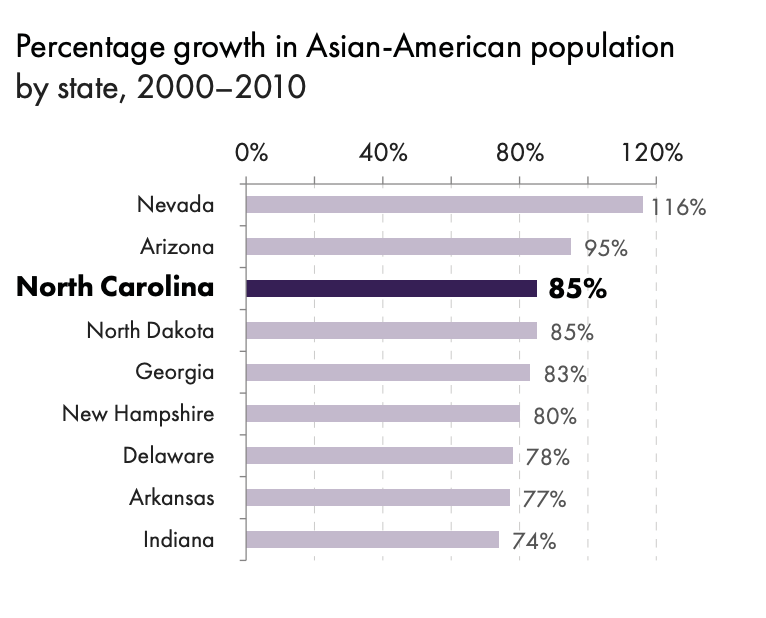 Percentage growth in Asian-American population
by state, 2000–2010
0% 40% 80% 120%
Nevada 116%
Arizona 95%
North Carolina 85%
North Dakota 85%
Georgia 83%
New Hampshire 80%
Delaware 78%
Arkansas 77%
Indiana 74%